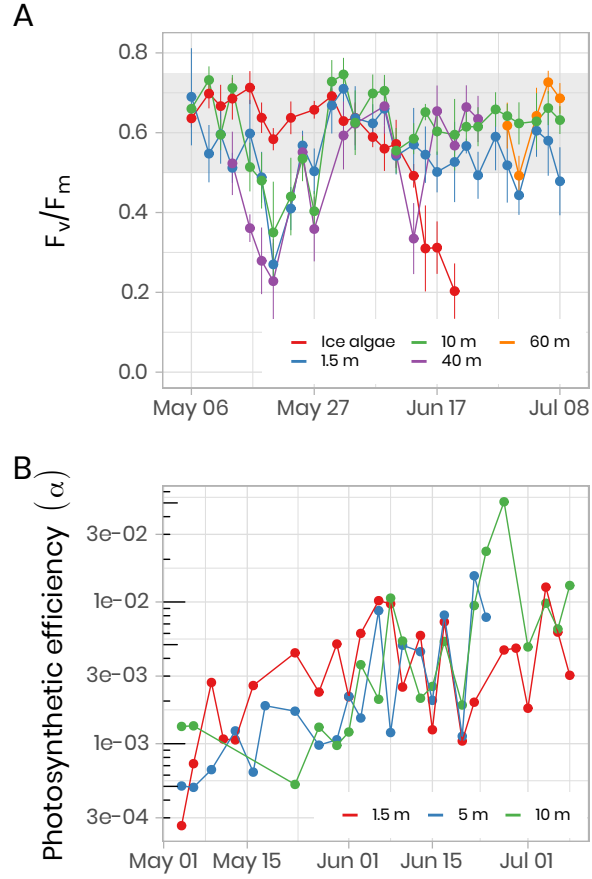 A
F_v/F_m
0.8
0.6
0.4
0.2
0.0
Ice algae 10 m 60 m
1.5 m 40 m
May 06 May 27 Jun 17 Jul 08
B
Photosynthetic efficiency (α)
3e−02
1e−02
3e−03
1e−03
3e−04
1.5 m 5 m 10 m
May 01 May 15 Jun 01 Jun 15 Jul 01